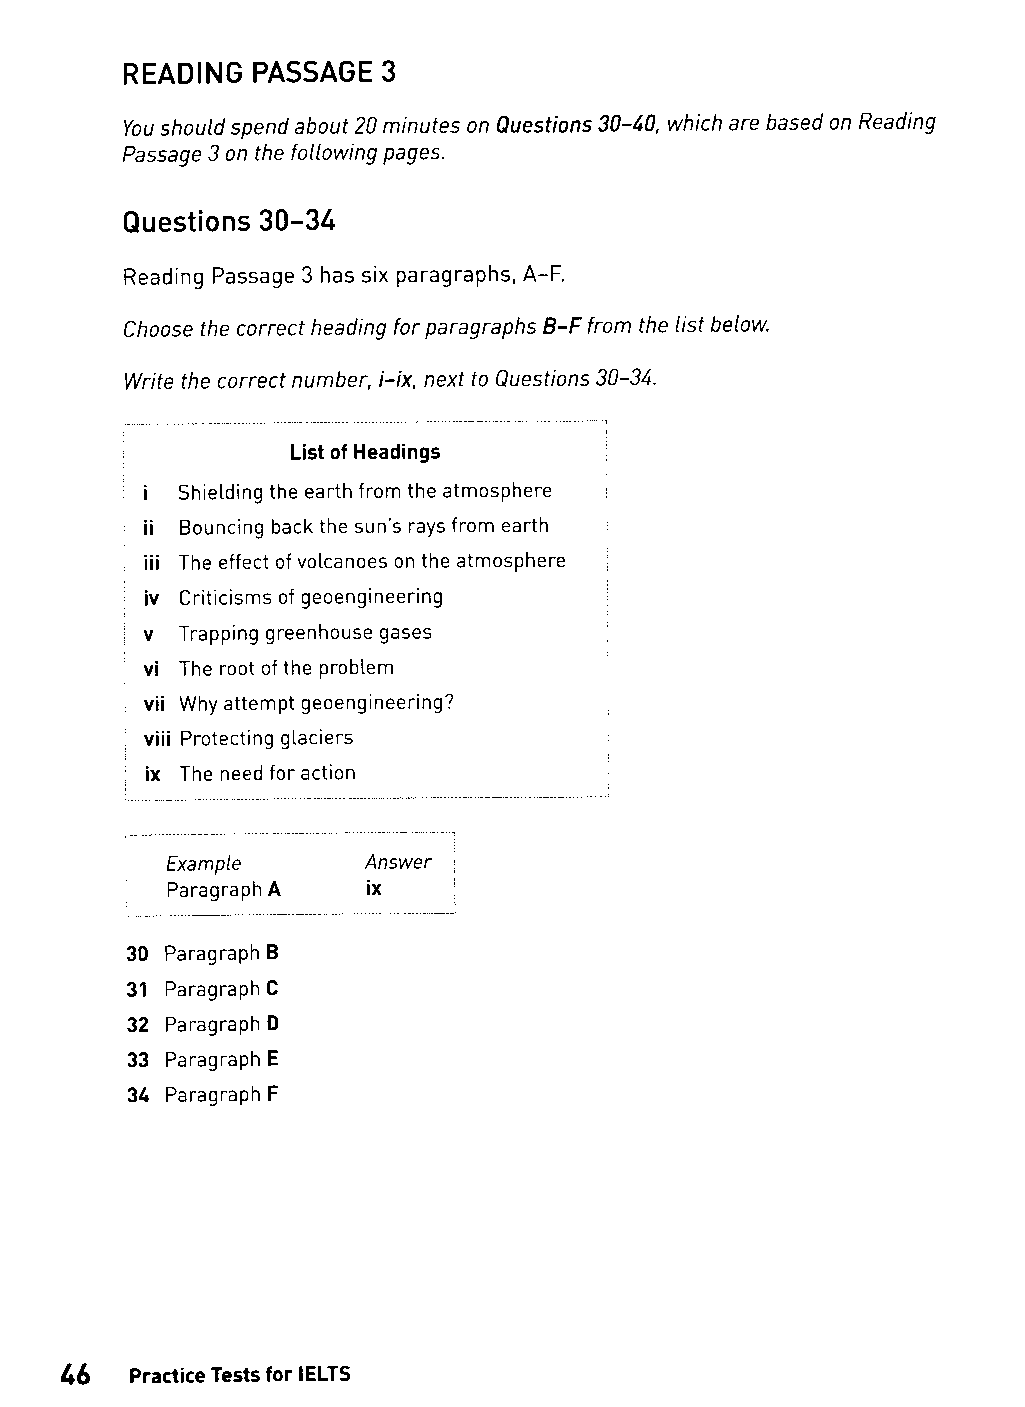 READING PASSAGE 3
You should spend about 20 minutes on Questions 30–40, which are based on Reading
Passage 3 on the following pages.
Questions 30–34
Reading Passage 3 has six paragraphs, A–F.
Choose the correct heading for paragraphs B–F from the list below.
Write the correct number, i–ix, next to Questions 30–34.
List of Headings
i Shielding the earth from the atmosphere
ii Bouncing back the sun's rays from earth
iii The effect of volcanoes on the atmosphere
iv Criticisms of geoengineering
v Trapping greenhouse gases
vi The root of the problem
vii Why attempt geoengineering?
viii Protecting glaciers
ix The need for action
Example Answer
Paragraph A ix
30 Paragraph B
31 Paragraph C
32 Paragraph D
33 Paragraph E
34 Paragraph F
46 Practice Tests for IELTS